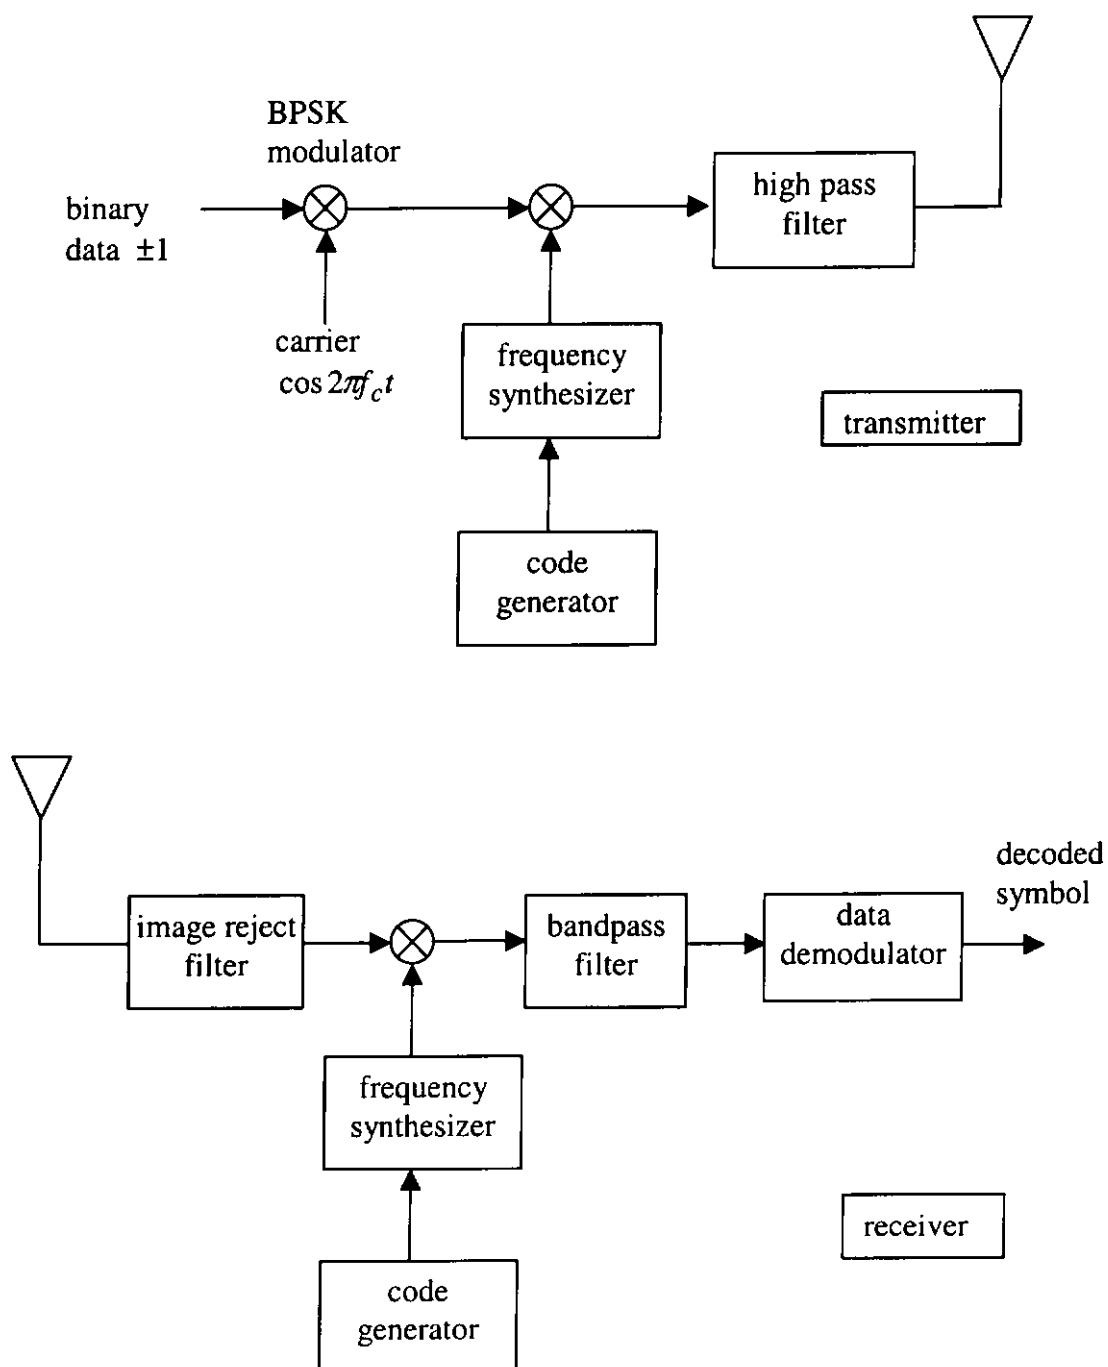 BPSK
modulator
binary
data ±1
carrier
cos 2πf_c t
high pass
filter
frequency
synthesizer
transmitter
code
generator
decoded
symbol
image reject
filter
bandpass
filter
data
demodulator
frequency
synthesizer
receiver
code
generator